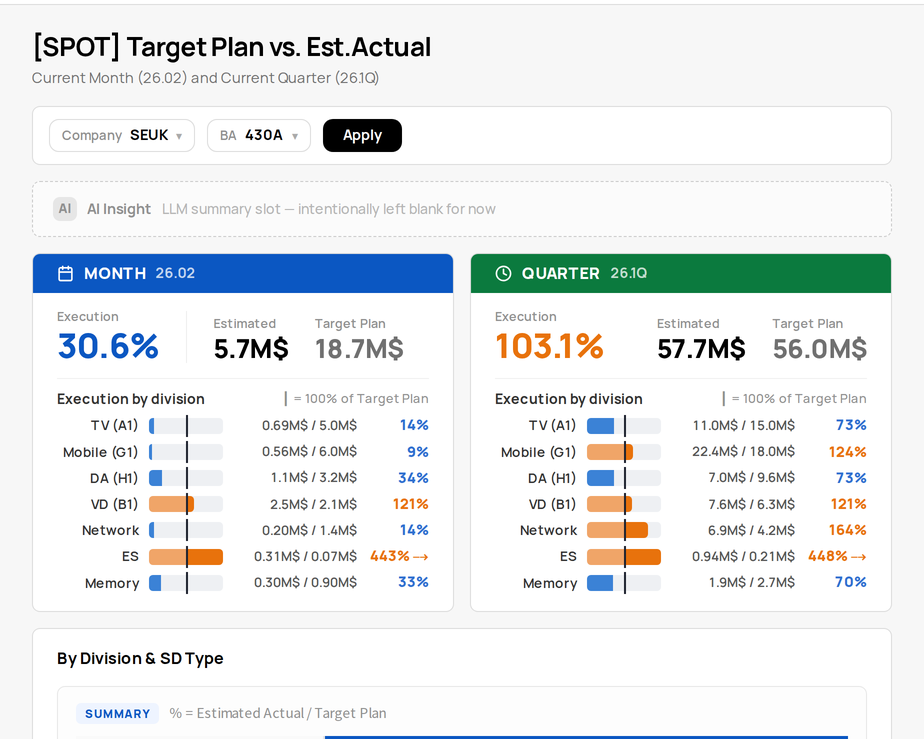 [SPOT] Target Plan vs. Est.Actual
Current Month (26.02) and Current Quarter (26.1Q)
Company SEUK ▾ BA 430A ▾ Apply
AI AI Insight LLM summary slot — intentionally left blank for now
MONTH 26.02
Execution Estimated Target Plan
30.6% 5.7M$ 18.7M$
Execution by division | = 100% of Target Plan
TV (A1) 0.69M$ / 5.0M$ 14%
Mobile (G1) 0.56M$ / 6.0M$ 9%
DA (H1) 1.1M$ / 3.2M$ 34%
VD (B1) 2.5M$ / 2.1M$ 121%
Network 0.20M$ / 1.4M$ 14%
ES 0.31M$ / 0.07M$ 443% →
Memory 0.30M$ / 0.90M$ 33%
QUARTER 26.1Q
Execution Estimated Target Plan
103.1% 57.7M$ 56.0M$
Execution by division | = 100% of Target Plan
TV (A1) 11.0M$ / 15.0M$ 73%
Mobile (G1) 22.4M$ / 18.0M$ 124%
DA (H1) 7.0M$ / 9.6M$ 73%
VD (B1) 7.6M$ / 6.3M$ 121%
Network 6.9M$ / 4.2M$ 164%
ES 0.94M$ / 0.21M$ 448% →
Memory 1.9M$ / 2.7M$ 70%
By Division & SD Type
SUMMARY % = Estimated Actual / Target Plan